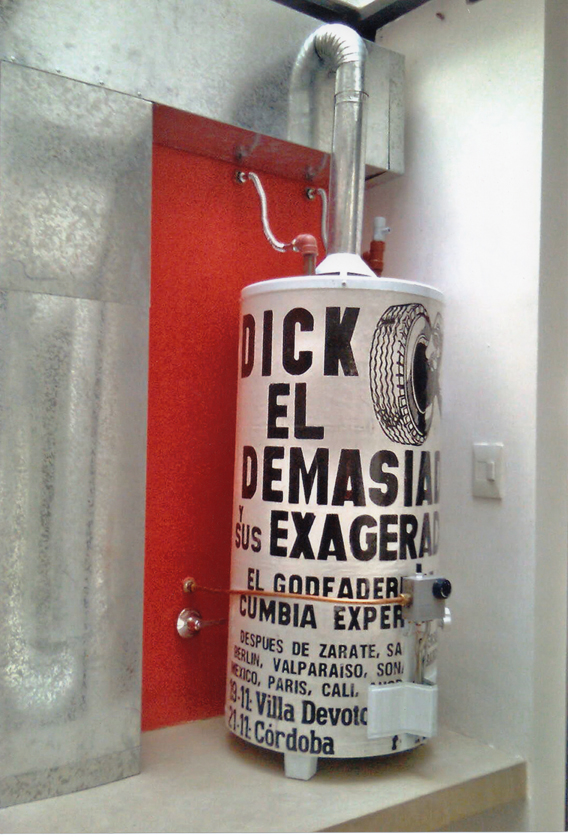 DICK
EL
DEMASIAD
Y
SUS EXAGERAD
EL GODFADER
CUMBIA EXPER
DESPUES DE ZARATE, SA
BERLIN, VALPARAISO, SON
MEXICO, PARIS, CALI,
19-11: Villa Devoto
21-11: Córdoba